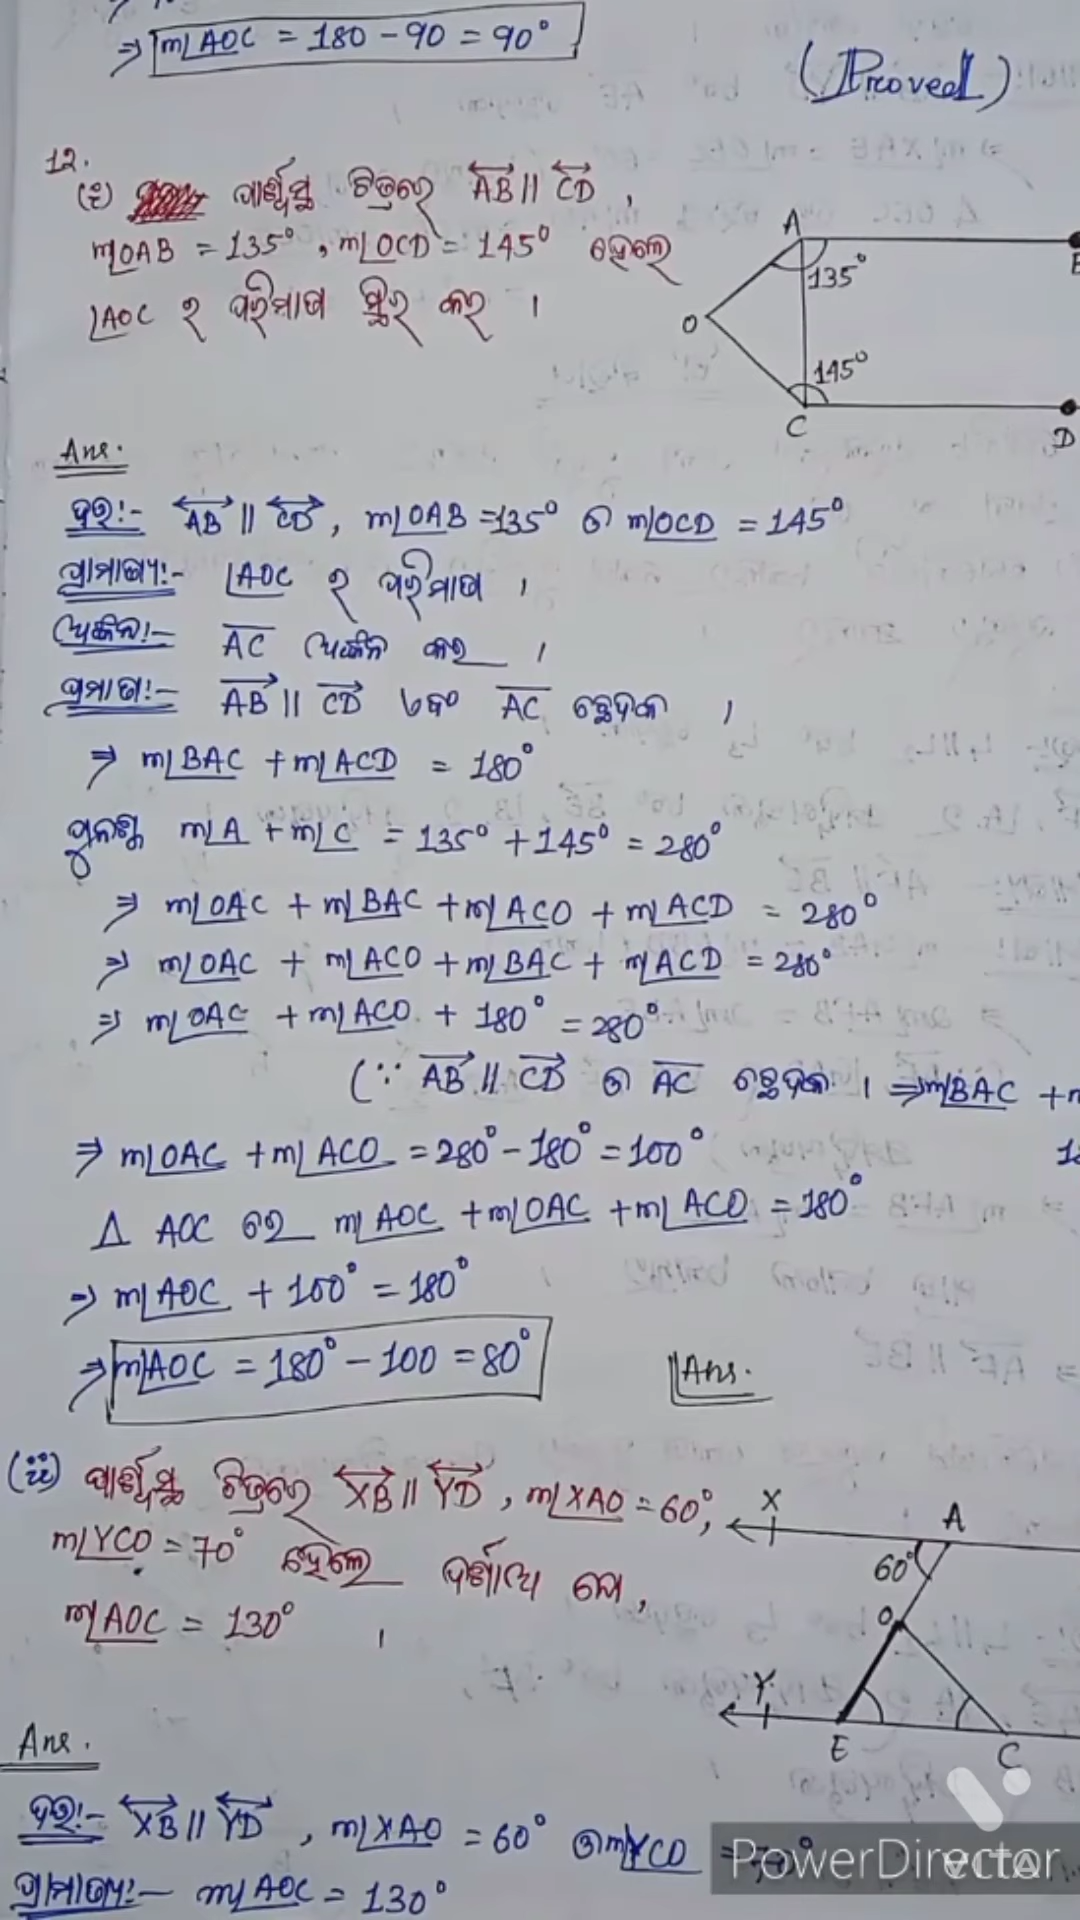 ⇒ m∠AOC = 180 - 90 = 90°
(Proved)
12.
(i) ପାର୍ଶ୍ୱସ୍ଥ ଚିତ୍ରରେ AB || CD ,
m∠OAB = 135° , m∠OCD = 145° ହେଲେ
∠AOC ର ପରିମାଣ ସ୍ଥିର କର ।
A
135°
O
145°
C
D
Ans.
ଦତ୍ତ:- AB || CD , m∠OAB = 135° ଓ m∠OCD = 145°
ପ୍ରାମାଣ୍ୟ:- ∠AOC ର ପରିମାଣ ।
ଅଙ୍କନ:- AC ଅଙ୍କନ କର ।
ପ୍ରମାଣ:- AB || CD ଏବଂ AC ଛେଦକ ।
⇒ m∠BAC + m∠ACD = 180°
ପୁନଶ୍ଚ m∠A + m∠C = 135° + 145° = 280°
⇒ m∠OAC + m∠BAC + m∠ACO + m∠ACD = 280°
⇒ m∠OAC + m∠ACO + m∠BAC + m∠ACD = 280°
⇒ m∠OAC + m∠ACO + 180° = 280°
(∵ AB || CD ଓ AC ଛେଦକ । ⇒ m∠BAC +
⇒ m∠OAC + m∠ACO = 280° - 180° = 100°
Δ AOC ରେ m∠AOC + m∠OAC + m∠ACO = 180°
⇒ m∠AOC + 100° = 180°
⇒ m∠AOC = 180° - 100 = 80°
Ans.
(ii) ପାର୍ଶ୍ୱସ୍ଥ ଚିତ୍ରରେ XB || YD , m∠XAO = 60° ,
m∠YCO = 70° ହେଲେ ଦର୍ଶାଅ ଯେ ,
m∠AOC = 130° ।
X
A
60°
O
Y
E
C
Ans.
ଦତ୍ତ:- XB || YD , m∠XAO = 60° ଓ m∠YCO = 70°
ପ୍ରାମାଣ୍ୟ:- m∠AOC = 130°
PowerDirector
VITA